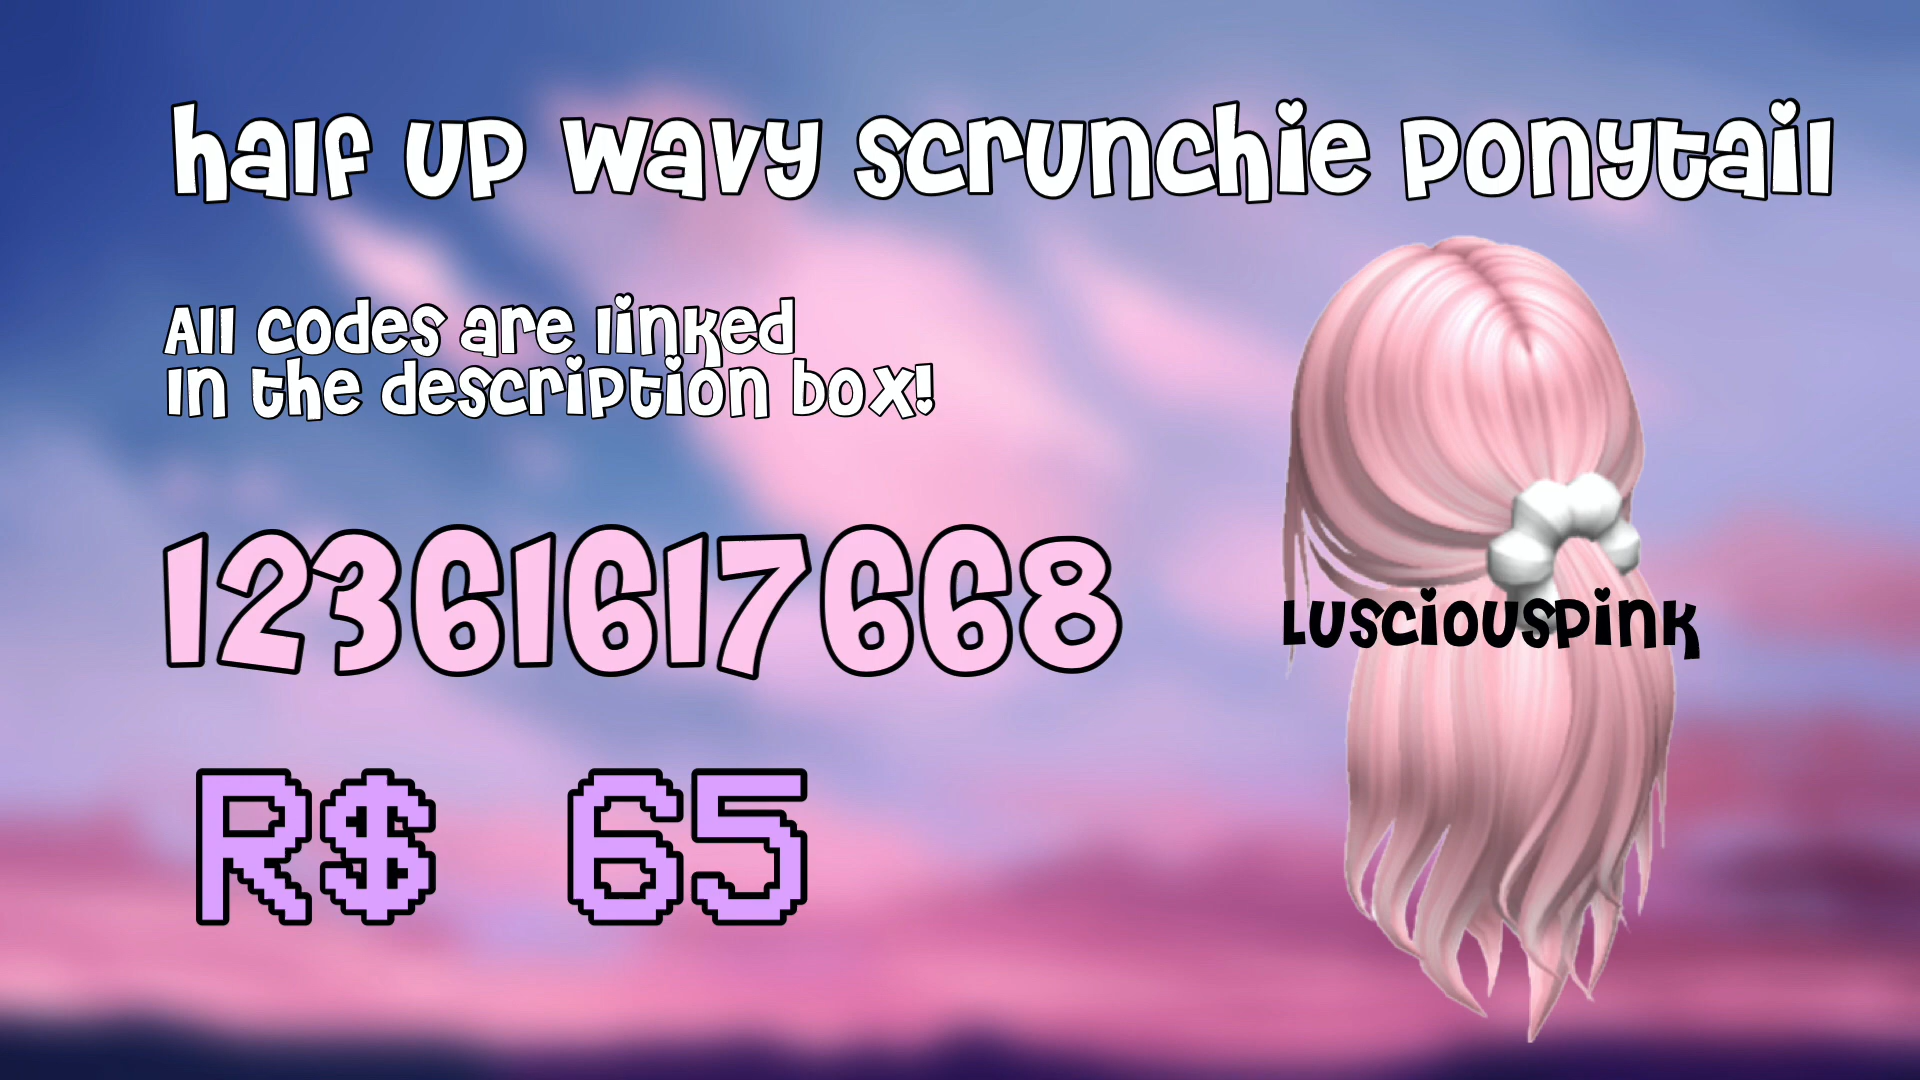 Half Up Wavy Scrunchie Ponytail
All codes are linked
In the description box!
12361617668
LusciousPink
R$ 65